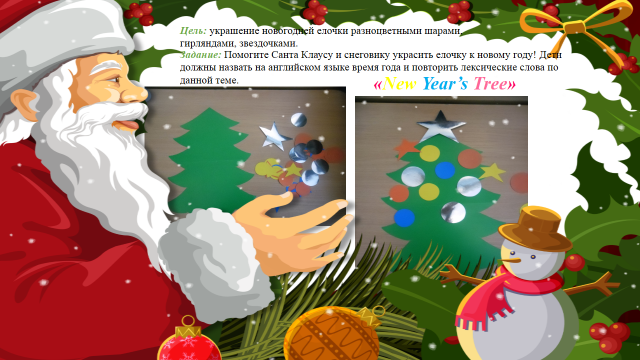 Цель: украшение новогодней елочки разноцветными шарами,
гирляндами, звездочками.
Задание: Помогите Санта Клаусу и снеговику украсить елочку к новому году! Дети
должны назвать на английском языке время года и повторить лексические слова по
данной теме.
«New Year’s Tree»